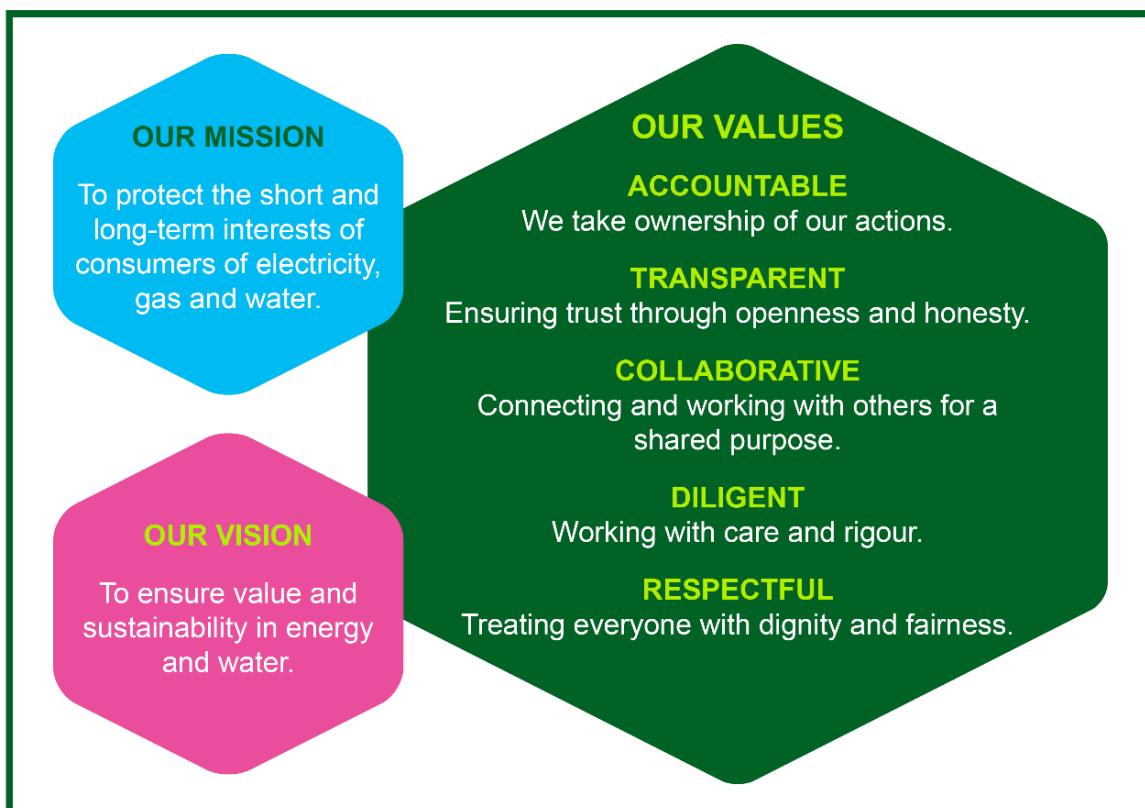 OUR MISSION
To protect the short and
long-term interests of
consumers of electricity,
gas and water.
OUR VISION
To ensure value and
sustainability in energy
and water.
OUR VALUES
ACCOUNTABLE
We take ownership of our actions.
TRANSPARENT
Ensuring trust through openness and honesty.
COLLABORATIVE
Connecting and working with others for a
shared purpose.
DILIGENT
Working with care and rigour.
RESPECTFUL
Treating everyone with dignity and fairness.